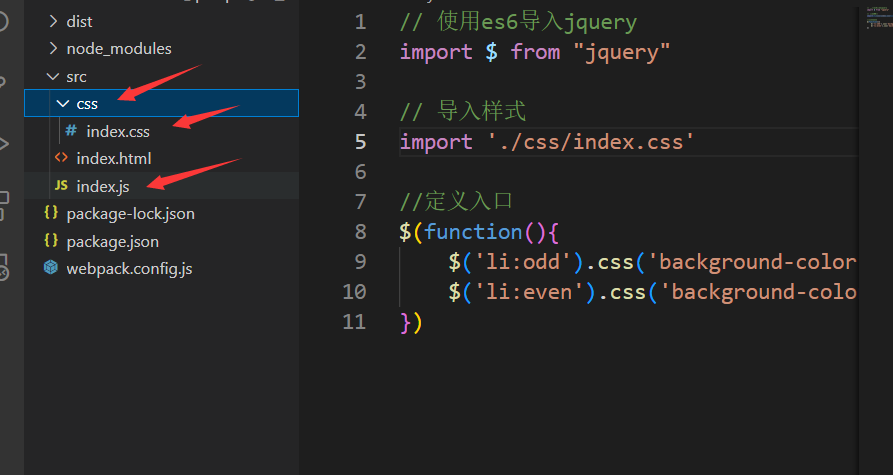 dist
node_modules
src
css
# index.css
<> index.html
JS index.js
{} package-lock.json
{} package.json
webpack.config.js
1 // 使用es6导入jquery
2 import $ from "jquery"
3
4 // 导入样式
5 import './css/index.css'
6
7 //定义入口
8 $(function(){
9 $('li:odd').css('background-color
10 $('li:even').css('background-colo
11 })